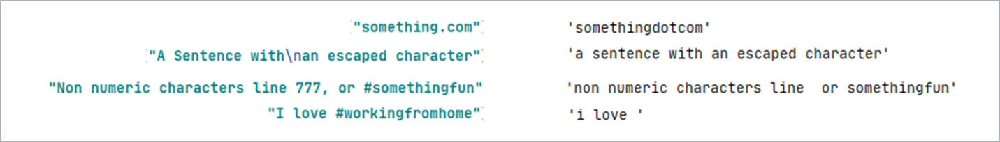 "something.com" 'somethingdotcom'
"A Sentence with\nan escaped character" 'a sentence with an escaped character'
"Non numeric characters line 777, or #somethingfun" 'non numeric characters line  or somethingfun'
"I love #workingfromhome" 'i love '